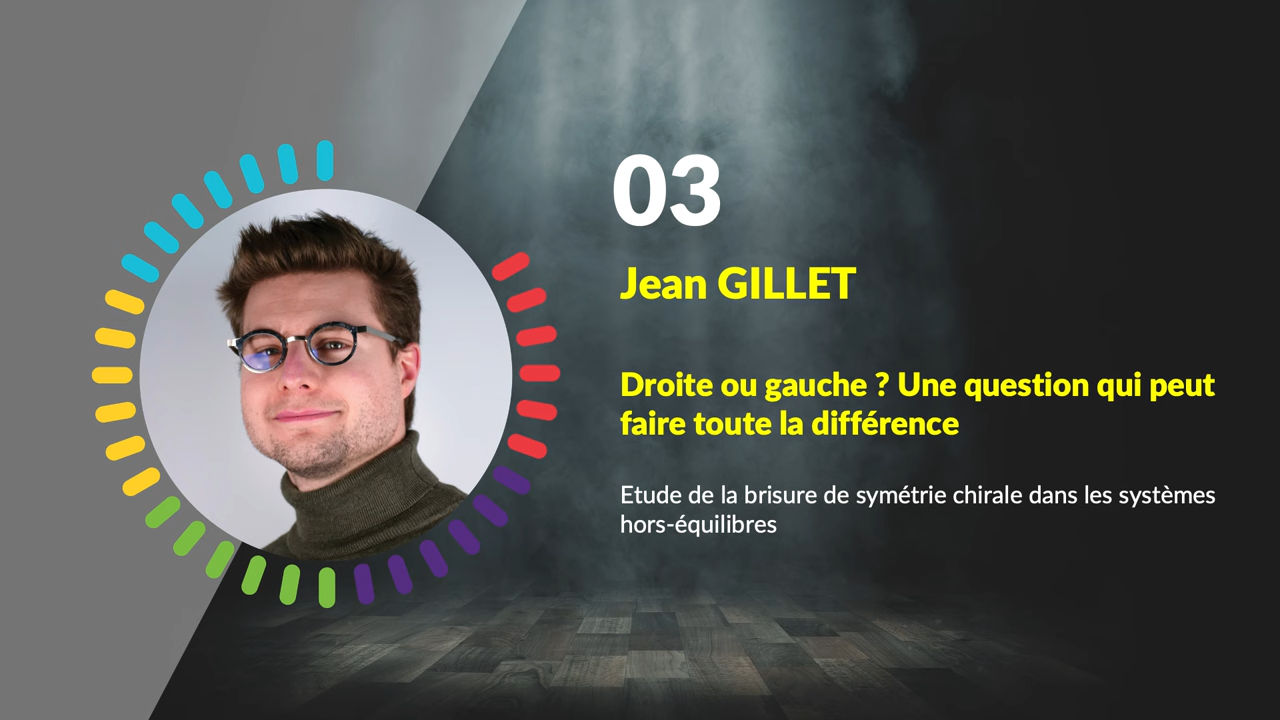 03
Jean GILLET
Droite ou gauche ? Une question qui peut
faire toute la différence
Etude de la brisure de symétrie chirale dans les systèmes
hors-équilibres